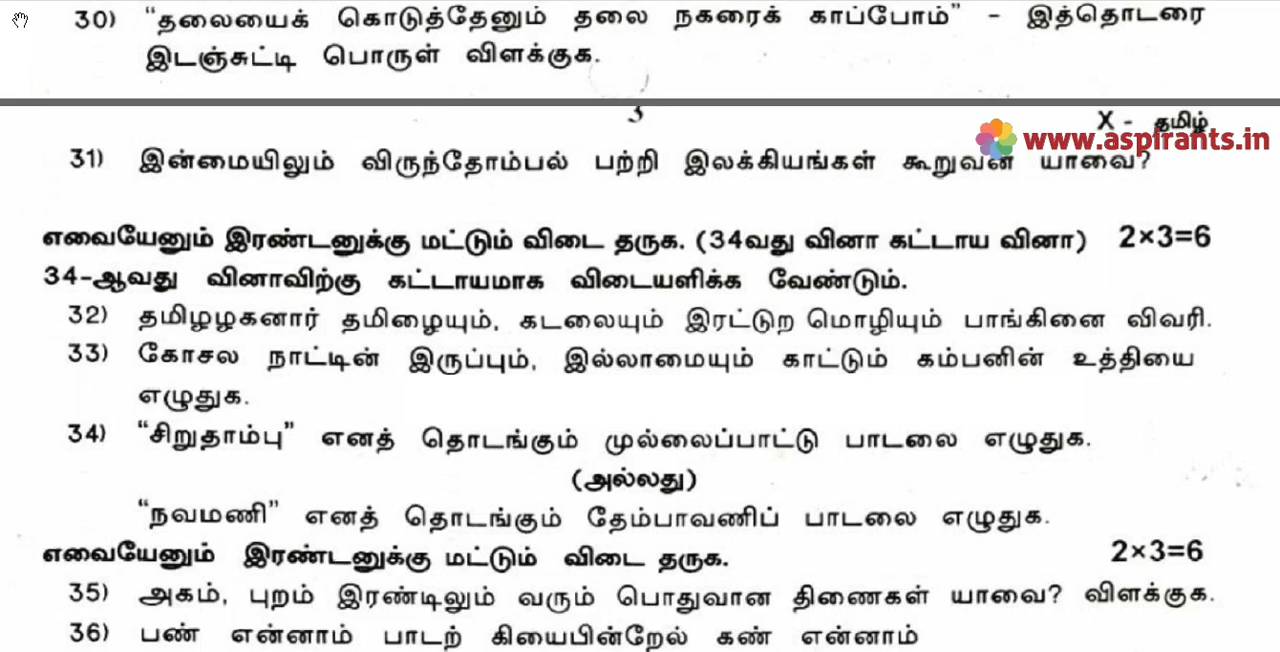 30) “தலையைக் கொடுத்தேனும் தலை நகரைக் காப்போம்” - இத்தொடரை
இடஞ்சுட்டி பொருள் விளக்குக.
3
X - தமிழ்
www.aspirants.in
31) இன்மையிலும் விருந்தோம்பல் பற்றி இலக்கியங்கள் கூறுவன யாவை?
எவையேனும் இரண்டனுக்கு மட்டும் விடை தருக. (34வது வினா கட்டாய வினா) 2×3=6
34-ஆவது வினாவிற்கு கட்டாயமாக விடையளிக்க வேண்டும்.
32) தமிழழகனார் தமிழையும், கடலையும் இரட்டுற மொழியும் பாங்கினை விவரி.
33) கோசல நாட்டின் இருப்பும், இல்லாமையும் காட்டும் கம்பனின் உத்தியை
எழுதுக.
34) “சிறுதாம்பு” எனத் தொடங்கும் முல்லைப்பாட்டு பாடலை எழுதுக.
(அல்லது)
“நவமணி” எனத் தொடங்கும் தேம்பாவணிப் பாடலை எழுதுக.
எவையேனும் இரண்டனுக்கு மட்டும் விடை தருக. 2×3=6
35) அகம், புறம் இரண்டிலும் வரும் பொதுவான திணைகள் யாவை? விளக்குக.
36) பண் என்னாம் பாடற் கியைபின்றேல் கண் என்னாம்